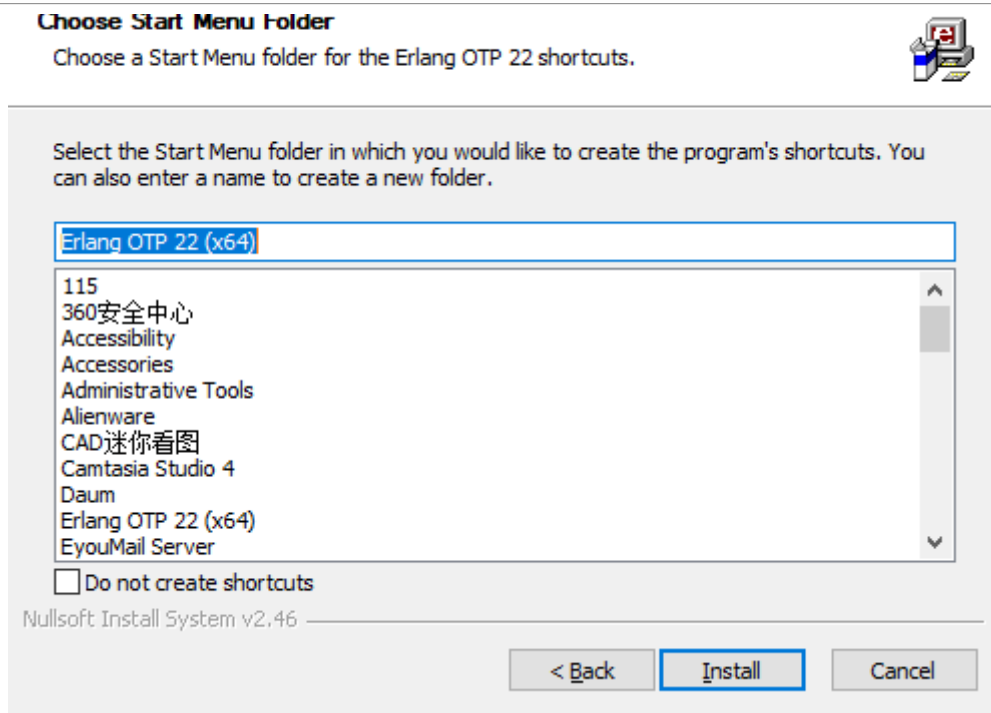 Choose Start Menu Folder
Choose a Start Menu folder for the Erlang OTP 22 shortcuts.
Select the Start Menu folder in which you would like to create the program's shortcuts. You
can also enter a name to create a new folder.
Erlang OTP 22 (x64)
115
360安全中心
Accessibility
Accessories
Administrative Tools
Alienware
CAD迷你看图
Camtasia Studio 4
Daum
Erlang OTP 22 (x64)
EyouMail Server
Do not create shortcuts
Nullsoft Install System v2.46
< Back
Install
Cancel